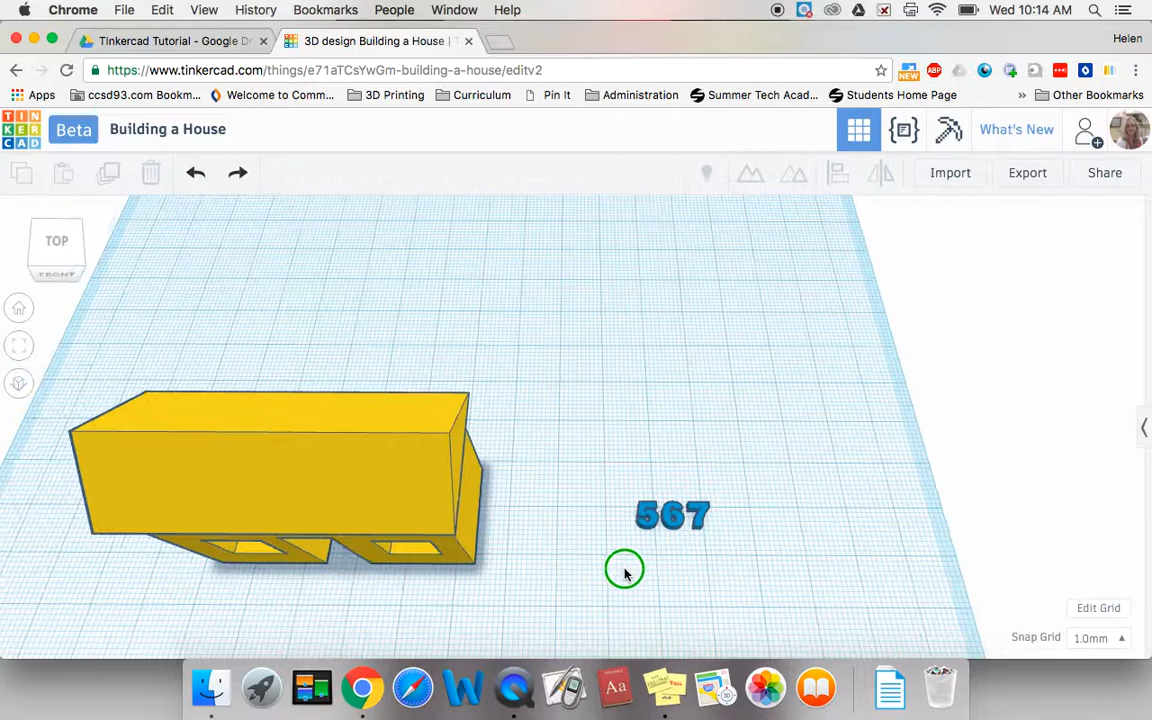 Chrome File Edit View History Bookmarks People Window Help Wed 10:14 AM
Tinkercad Tutorial - Google Dr
3D design Building a House | T
Helen
https://www.tinkercad.com/things/e71aTCsYwGm-building-a-house/editv2
NEW
ABP
Apps ccsd93.com Bookm... Welcome to Comm... 3D Printing Curriculum Pin It Administration Summer Tech Acad... Students Home Page » Other Bookmarks
TIN
KER
CAD
Beta
Building a House
What's New
Import
Export
Share
TOP
FRONT
567
Edit Grid
Snap Grid 1.0mm
W
Aa